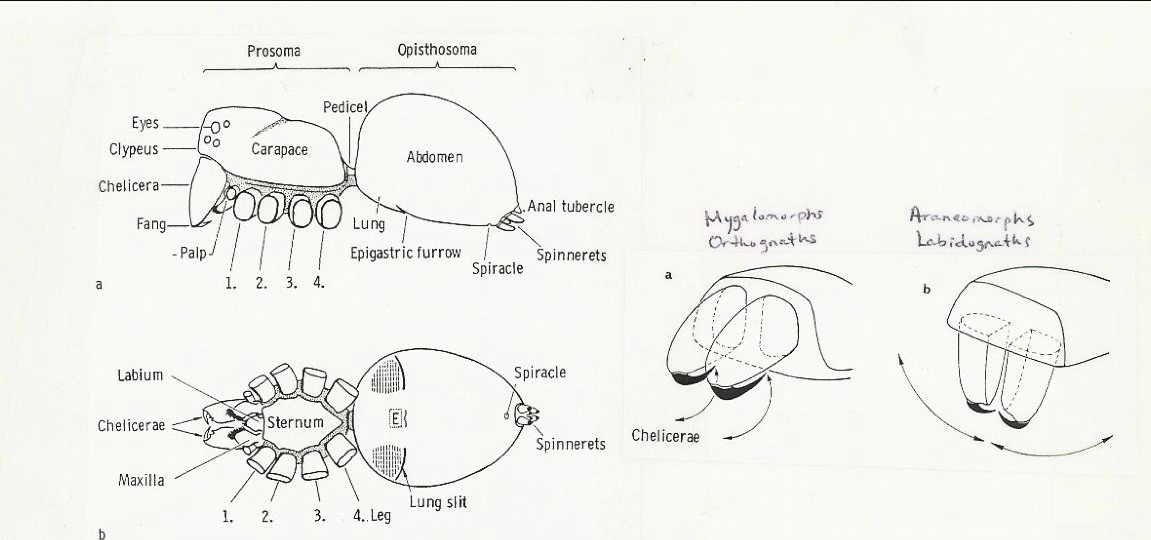 Prosoma
Opisthosoma
Pedicel
Eyes
Clypeus
Carapace
Abdomen
Chelicera
Fang
- Palp
Lung
Epigastric furrow
Anal tubercle
Spinnerets
Spiracle
1. 2. 3. 4.
a
Labium
Chelicerae
Maxilla
Sternum
E
Spiracle
Spinnerets
Lung slit
1. 2. 3. 4. Leg
b
Mygalomorphs
Orthognaths
a
Chelicerae
Araneomorphs
Labidognaths
b